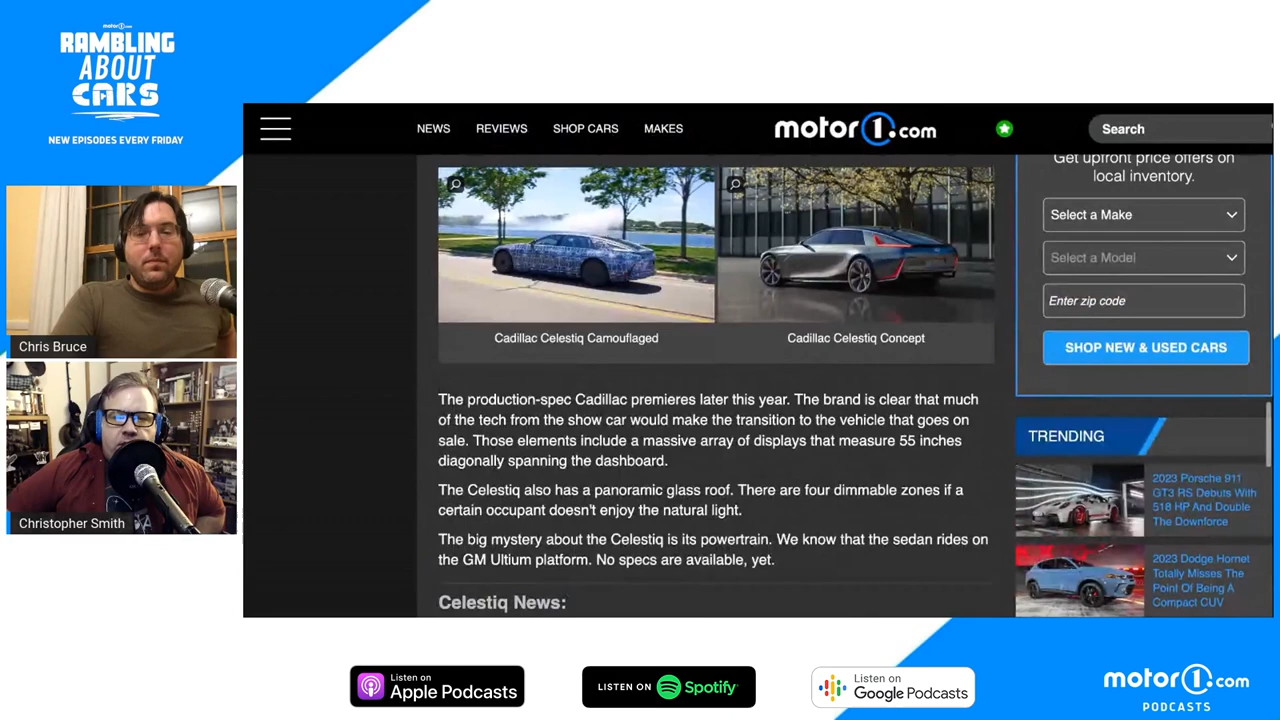 motor1.com
RAMBLING
ABOUT
CARS
NEW EPISODES EVERY FRIDAY
Chris Bruce
Christopher Smith
NEWS REVIEWS SHOP CARS MAKES
motor1.com
Search
Cadillac Celestiq Camouflaged
Cadillac Celestiq Concept
The production-spec Cadillac premieres later this year. The brand is clear that much
of the tech from the show car would make the transition to the vehicle that goes on
sale. Those elements include a massive array of displays that measure 55 inches
diagonally spanning the dashboard.
The Celestiq also has a panoramic glass roof. There are four dimmable zones if a
certain occupant doesn't enjoy the natural light.
The big mystery about the Celestiq is its powertrain. We know that the sedan rides on
the GM Ultium platform. No specs are available, yet.
Celestiq News:
Get upfront price offers on
local inventory.
Select a Make
Select a Model
Enter zip code
SHOP NEW & USED CARS
TRENDING
2023 Porsche 911
GT3 RS Debuts With
518 HP And Double
The Downforce
2023 Dodge Hornet
Totally Misses The
Point Of Being A
Compact CUV
Listen on
Apple Podcasts
LISTEN ON Spotify
Listen on
Google Podcasts
motor1.com
PODCASTS